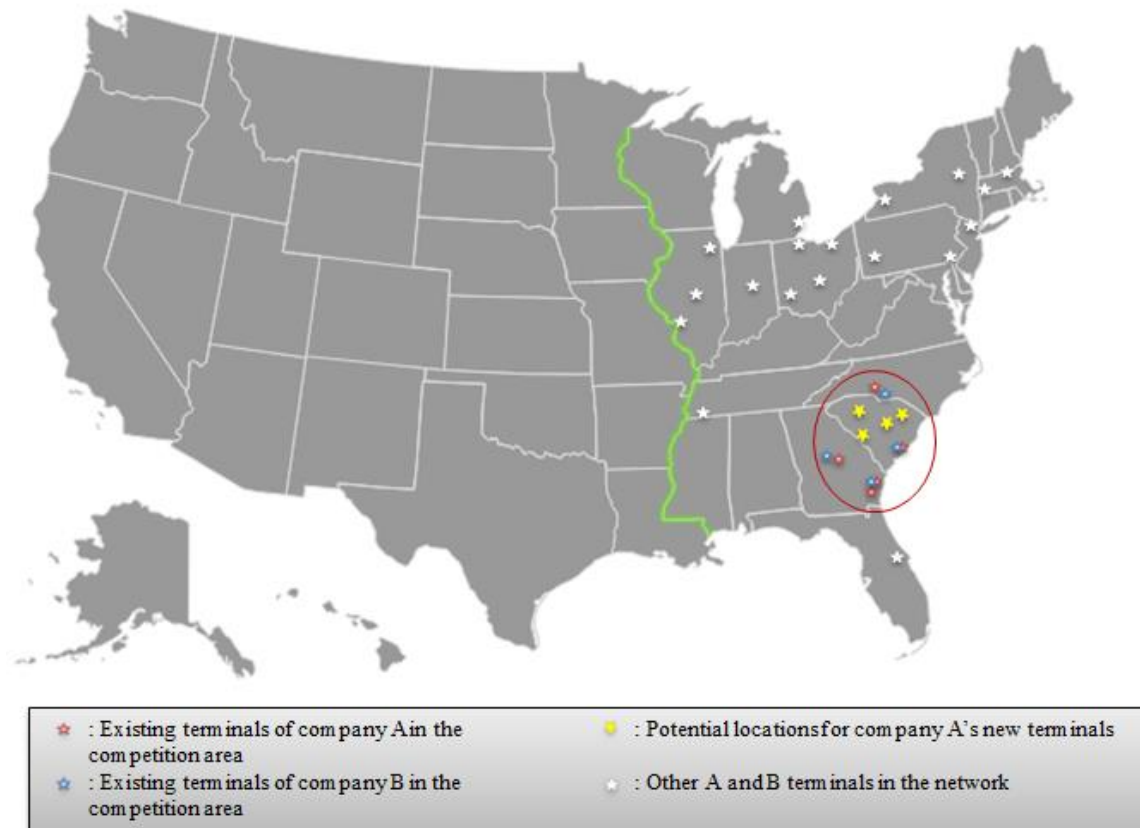 : Existing terminals of company A in the
competition area
: Existing terminals of company B in the
competition area
: Potential locations for company A's new terminals
: Other A and B terminals in the network